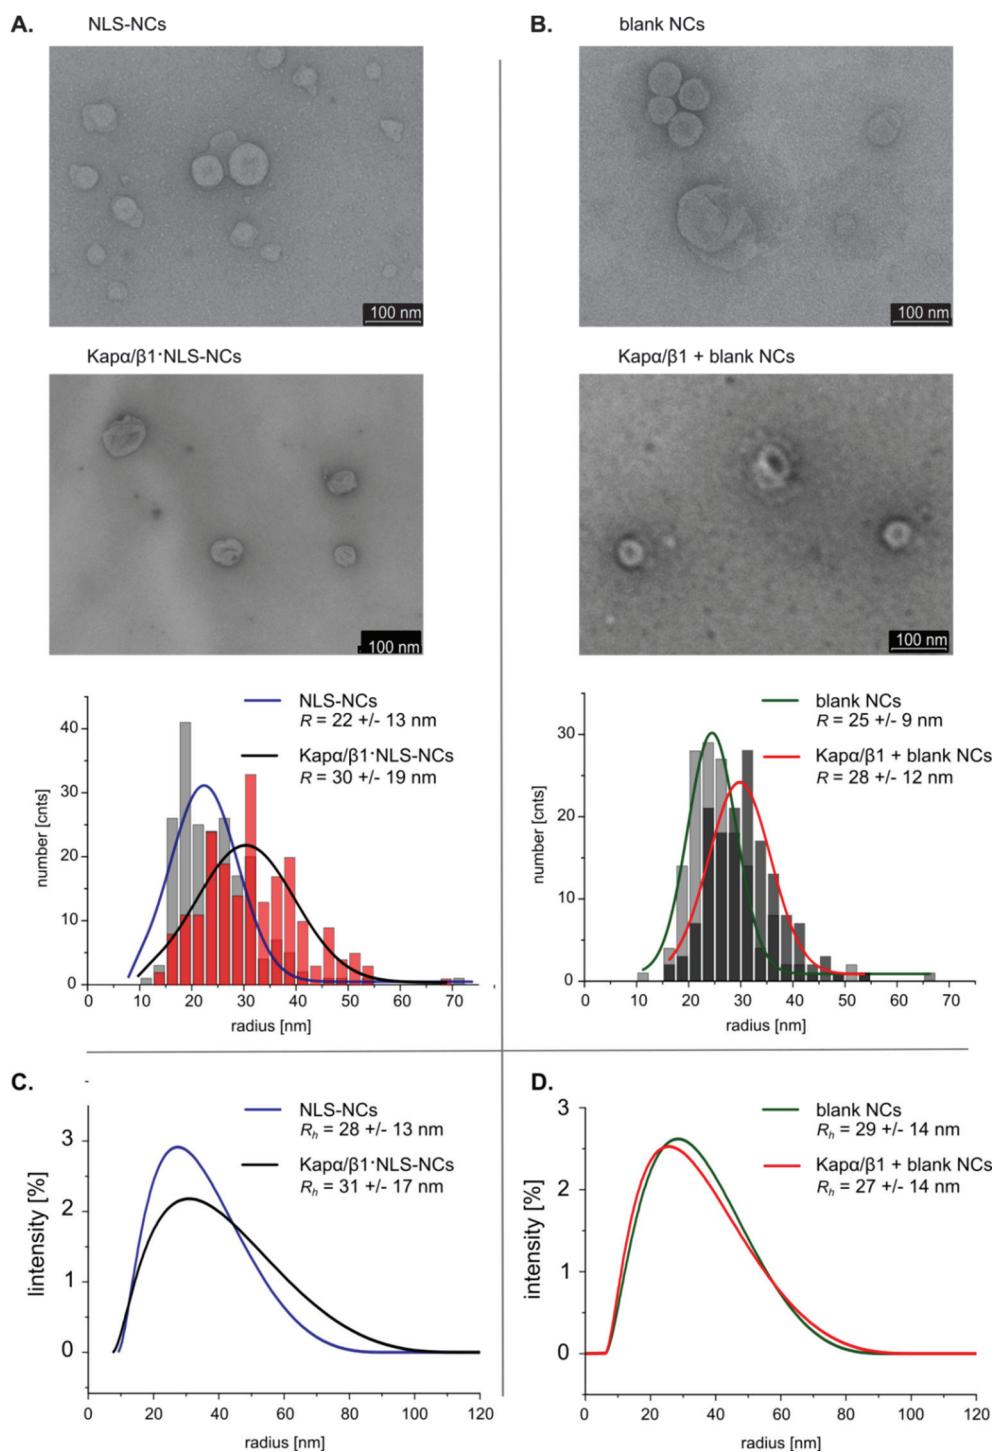 A.
NLS-NCs
100 nm
Kapα/β1·NLS-NCs
100 nm
NLS-NCs
R = 22 +/- 13 nm
Kapα/β1·NLS-NCs
R = 30 +/- 19 nm
number [cnts]
40
30
20
10
0
0 10 20 30 40 50 60 70
radius [nm]
B.
blank NCs
100 nm
Kapα/β1 + blank NCs
100 nm
blank NCs
R = 25 +/- 9 nm
Kapα/β1 + blank NCs
R = 28 +/- 12 nm
number [cnts]
30
20
10
0
0 10 20 30 40 50 60 70
radius [nm]
C.
NLS-NCs
Rh = 28 +/- 13 nm
Kapα/β1·NLS-NCs
Rh = 31 +/- 17 nm
lintensity [%]
3
2
1
0
0 20 40 60 80 100 120
radius [nm]
D.
blank NCs
Rh = 29 +/- 14 nm
Kapα/β1 + blank NCs
Rh = 27 +/- 14 nm
intensity [%]
3
2
1
0
0 20 40 60 80 100 120
radius [nm]